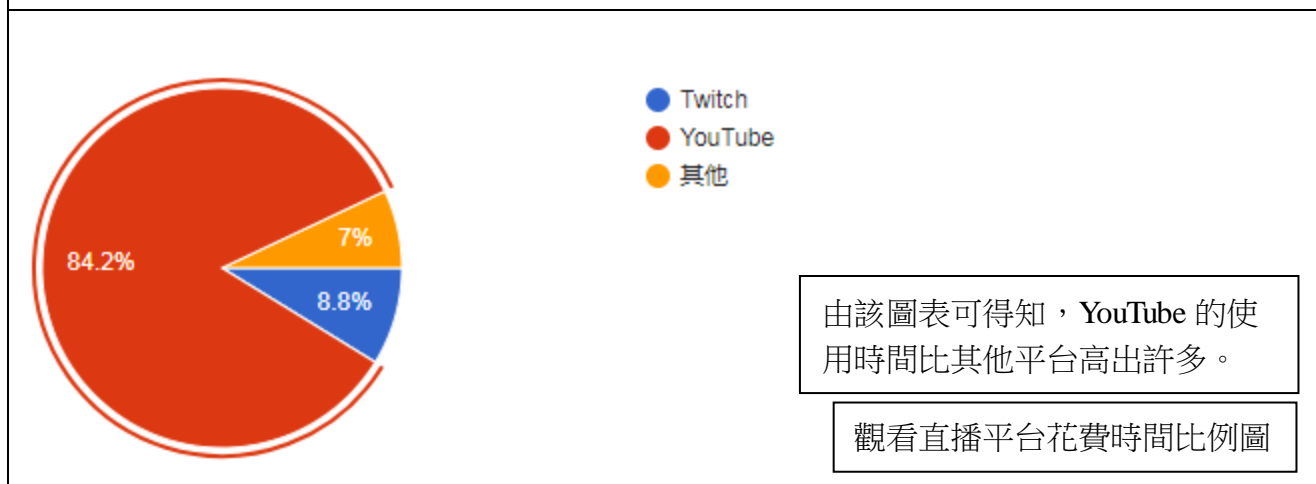 Twitch
YouTube
其他
84.2%
7%
8.8%
由該圖表可得知，YouTube 的使
用時間比其他平台高出許多。
觀看直播平台花費時間比例圖